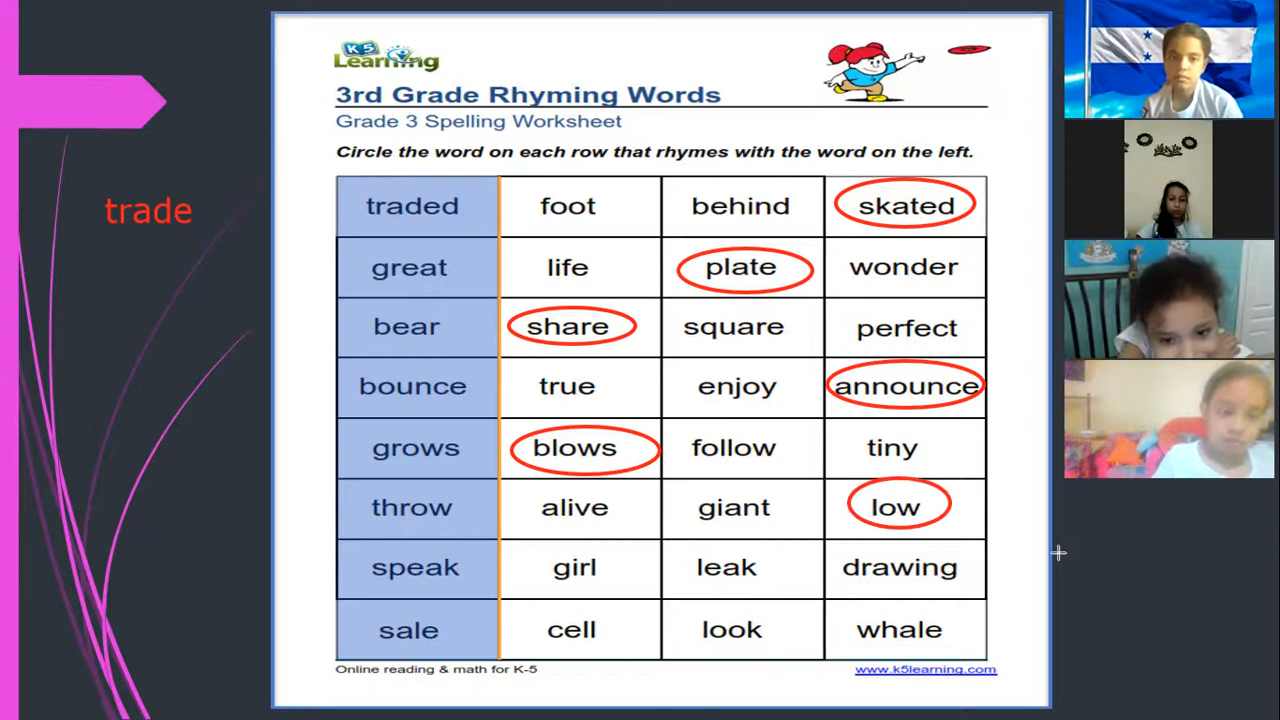 K5
Learning
3rd Grade Rhyming Words
Grade 3 Spelling Worksheet
Circle the word on each row that rhymes with the word on the left.
trade
traded foot behind skated
great life plate wonder
bear share square perfect
bounce true enjoy announce
grows blows follow tiny
throw alive giant low
speak girl leak drawing
sale cell look whale
Online reading & math for K-5 www.k5learning.com